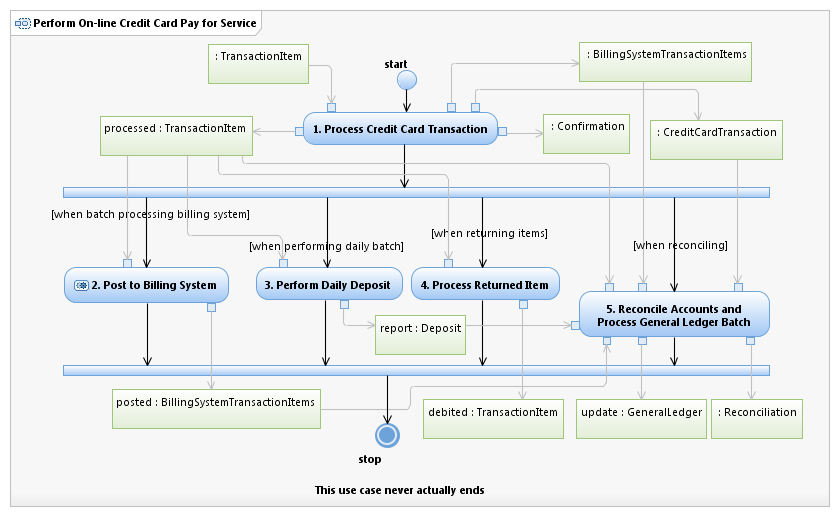 Perform On-line Credit Card Pay for Service
: TransactionItem
start
: BillingSystemTransactionItems
processed : TransactionItem
1. Process Credit Card Transaction
: Confirmation
: CreditCardTransaction
[when batch processing billing system]
[when performing daily batch]
[when returning items]
[when reconciling]
2. Post to Billing System
3. Perform Daily Deposit
4. Process Returned Item
5. Reconcile Accounts and
Process General Ledger Batch
report : Deposit
posted : BillingSystemTransactionItems
debited : TransactionItem
update : GeneralLedger
: Reconciliation
stop
This use case never actually ends